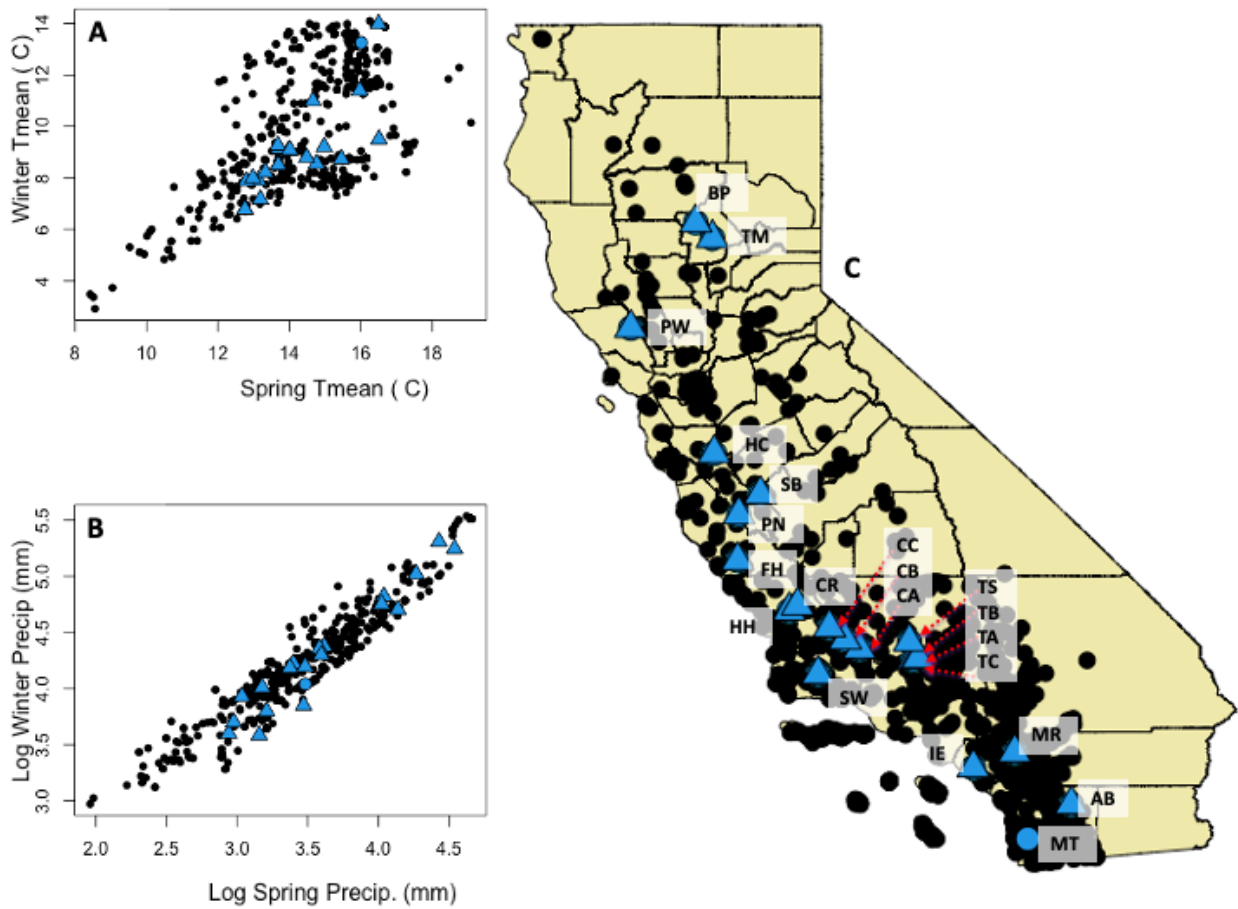 A
Winter Tmean ( C)
14
12
10
8
6
4
8 10 12 14 16 18
Spring Tmean ( C)
B
Log Winter Precip (mm)
5.5
5.0
4.5
4.0
3.5
3.0
2.0 2.5 3.0 3.5 4.0 4.5
Log Spring Precip. (mm)
C
BP
TM
PW
HC
SB
PN
FH
CR
HH
CC
CB
CA
TS
TB
TA
TC
SW
IE
MR
AB
MT